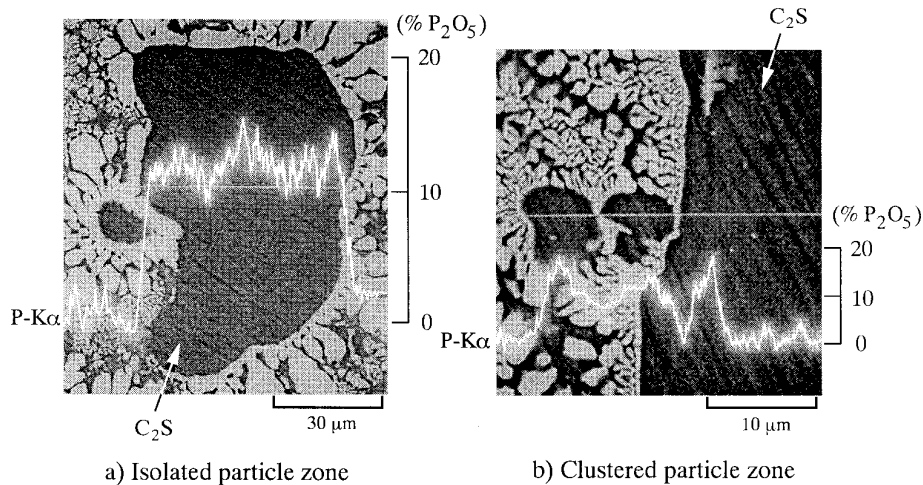 (% P₂O₅)
20
10
0
P-Kα
C₂S
30 μm
a) Isolated particle zone
C₂S
(% P₂O₅)
20
10
0
P-Kα
10 μm
b) Clustered particle zone